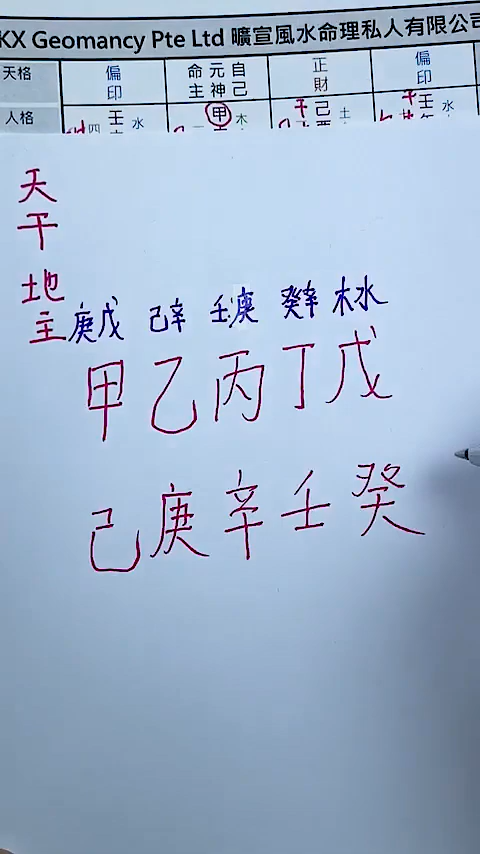 KX Geomancy Pte Ltd 曠宣風水命理私人有限公司
天格 偏印 命主 元神 自己 正財 偏印
人格 四 壬 水 甲 木 己 土 壬 水
天干
地主
庚戊 己辛 壬庚 癸辛 木水
甲乙丙丁戊
己庚辛壬癸